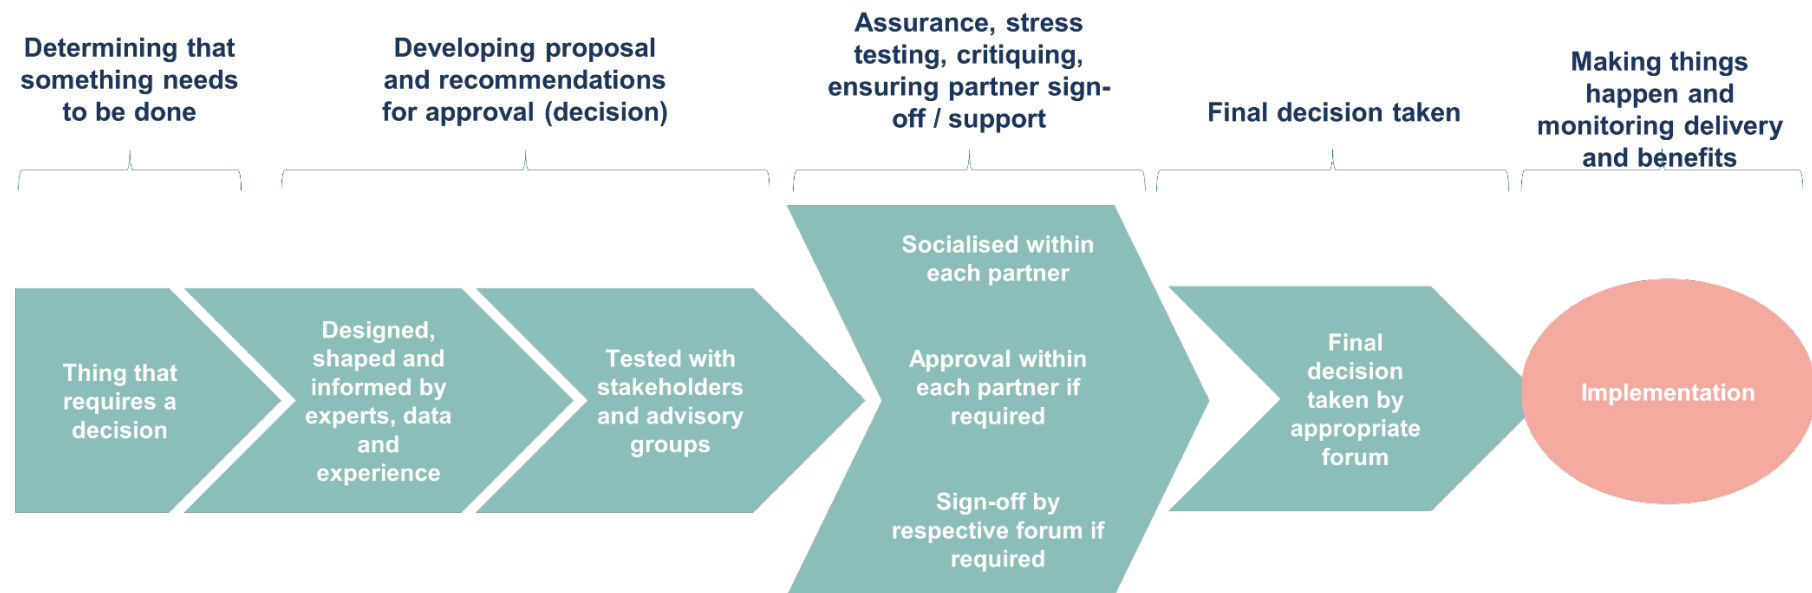 Determining that
something needs
to be done
Developing proposal
and recommendations
for approval (decision)
Assurance, stress
testing, critiquing,
ensuring partner sign-
off / support
Final decision taken
Making things
happen and
monitoring delivery
and benefits
Thing that
requires a
decision
Designed,
shaped and
informed by
experts, data
and
experience
Tested with
stakeholders
and advisory
groups
Socialised within
each partner
Approval within
each partner if
required
Sign-off by
respective forum if
required
Final
decision
taken by
appropriate
forum
Implementation